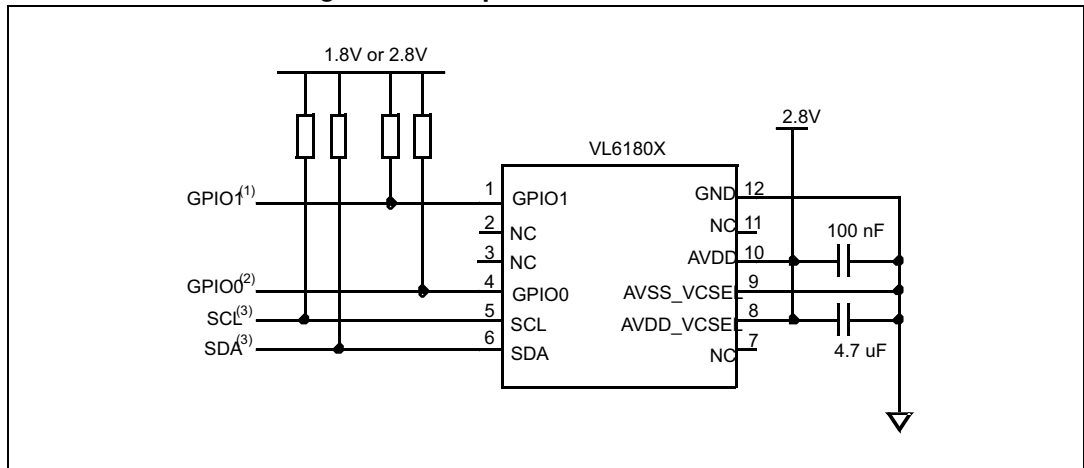 1.8V or 2.8V
2.8V
VL6180X
GPIO1(1)
1
GPIO1
GND
12
2
NC
NC
11
100 nF
3
NC
AVDD
10
GPIO0(2)
4
GPIO0
AVSS_VCSEL
9
SCL(3)
5
SCL
AVDD_VCSEL
8
SDA(3)
6
SDA
NC
7
4.7 uF